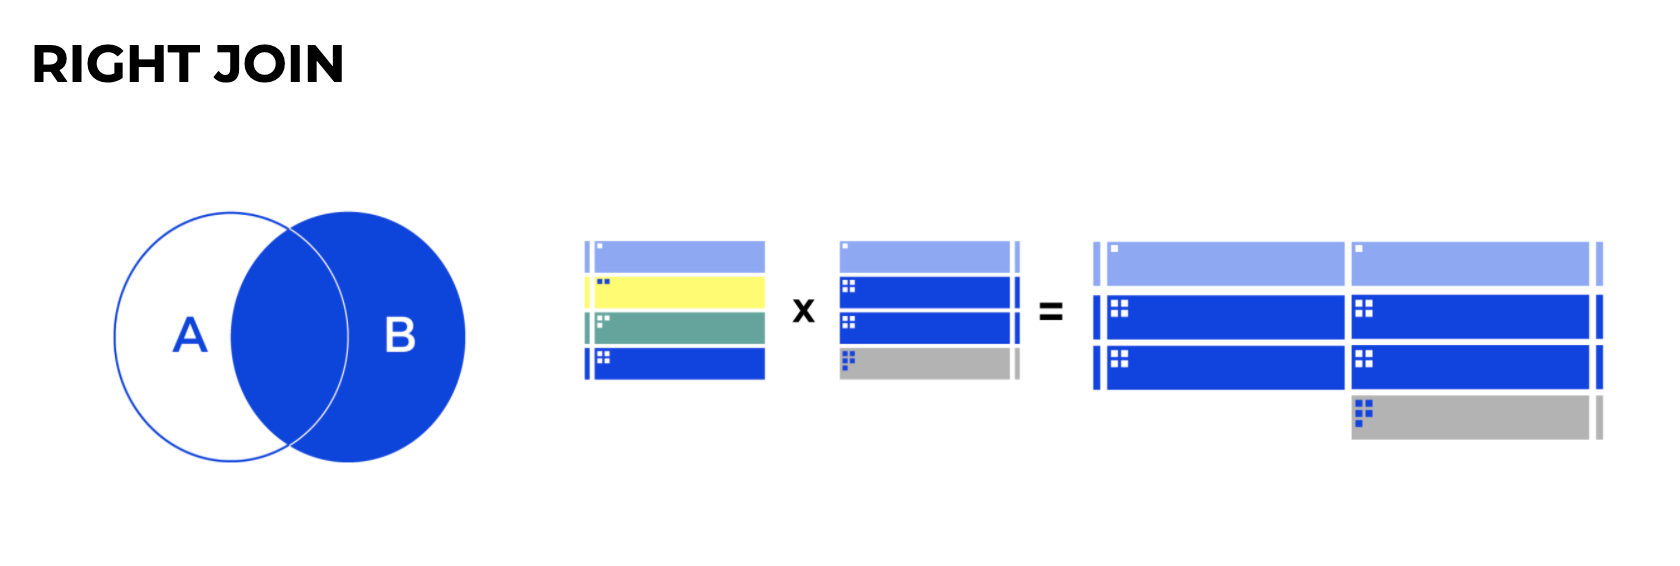 RIGHT JOIN
A
B
x
=